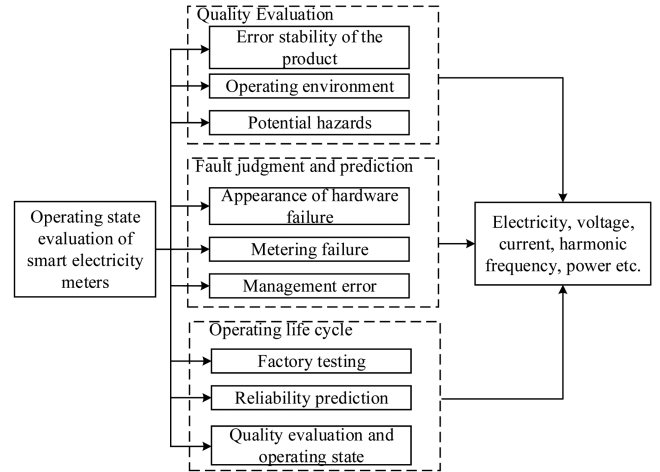 Quality Evaluation
Error stability of the
product
Operating environment
Potential hazards
Fault judgment and prediction
Appearance of hardware
failure
Metering failure
Management error
Operating state
evaluation of
smart electricity
meters
Electricity, voltage,
current, harmonic
frequency, power etc.
Operating life cycle
Factory testing
Reliability prediction
Quality evaluation and
operating state